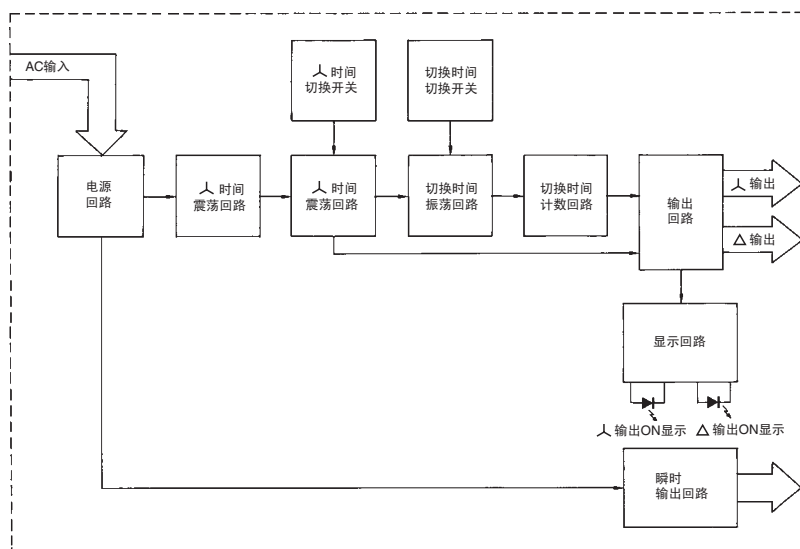 AC输入
人 时间
切换开关
切换时间
切换开关
电源
回路
人 时间
震荡回路
人 时间
震荡回路
切换时间
振荡回路
切换时间
计数回路
输出
回路
人 输出
△ 输出
显示回路
人 输出ON显示
△ 输出ON显示
瞬时
输出回路